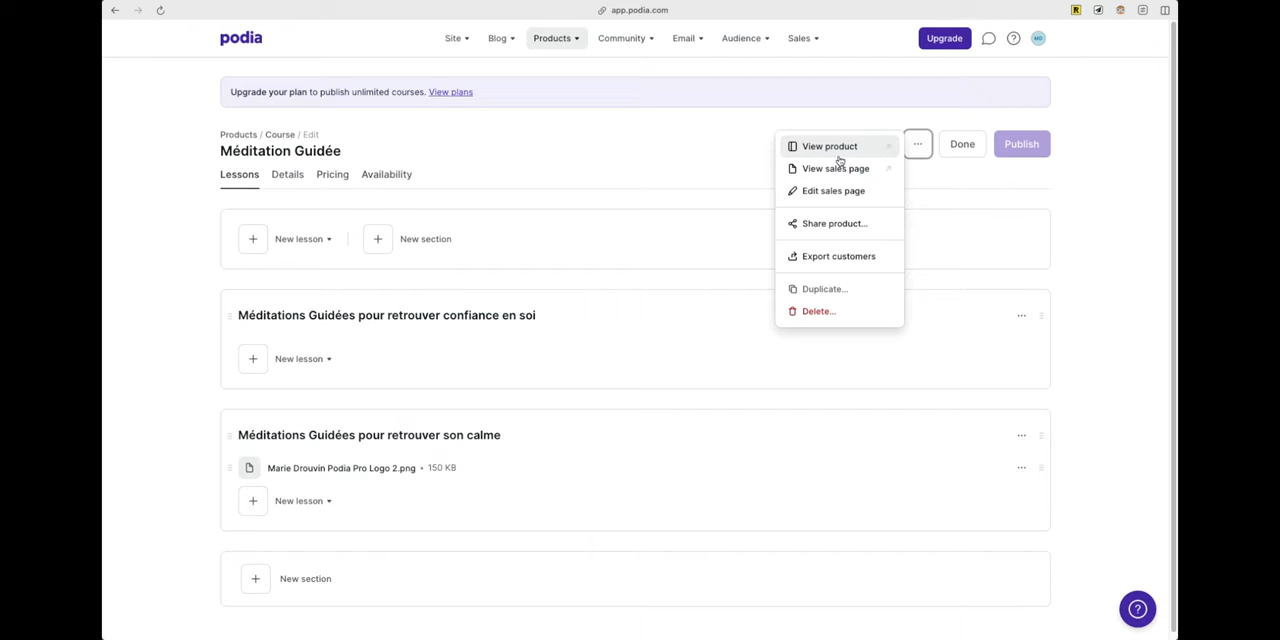 app.podia.com
podia
Site
Blog
Products
Community
Email
Audience
Sales
Upgrade
MD
Upgrade your plan to publish unlimited courses. View plans
Products / Course / Edit
Méditation Guidée
View product
Done
Publish
View sales page
Lessons
Details
Pricing
Availability
Edit sales page
Share product...
New lesson
New section
Export customers
Duplicate...
Delete...
Méditations Guidées pour retrouver confiance en soi
New lesson
Méditations Guidées pour retrouver son calme
Marie Drouvin Podia Pro Logo 2.png • 150 KB
New lesson
New section